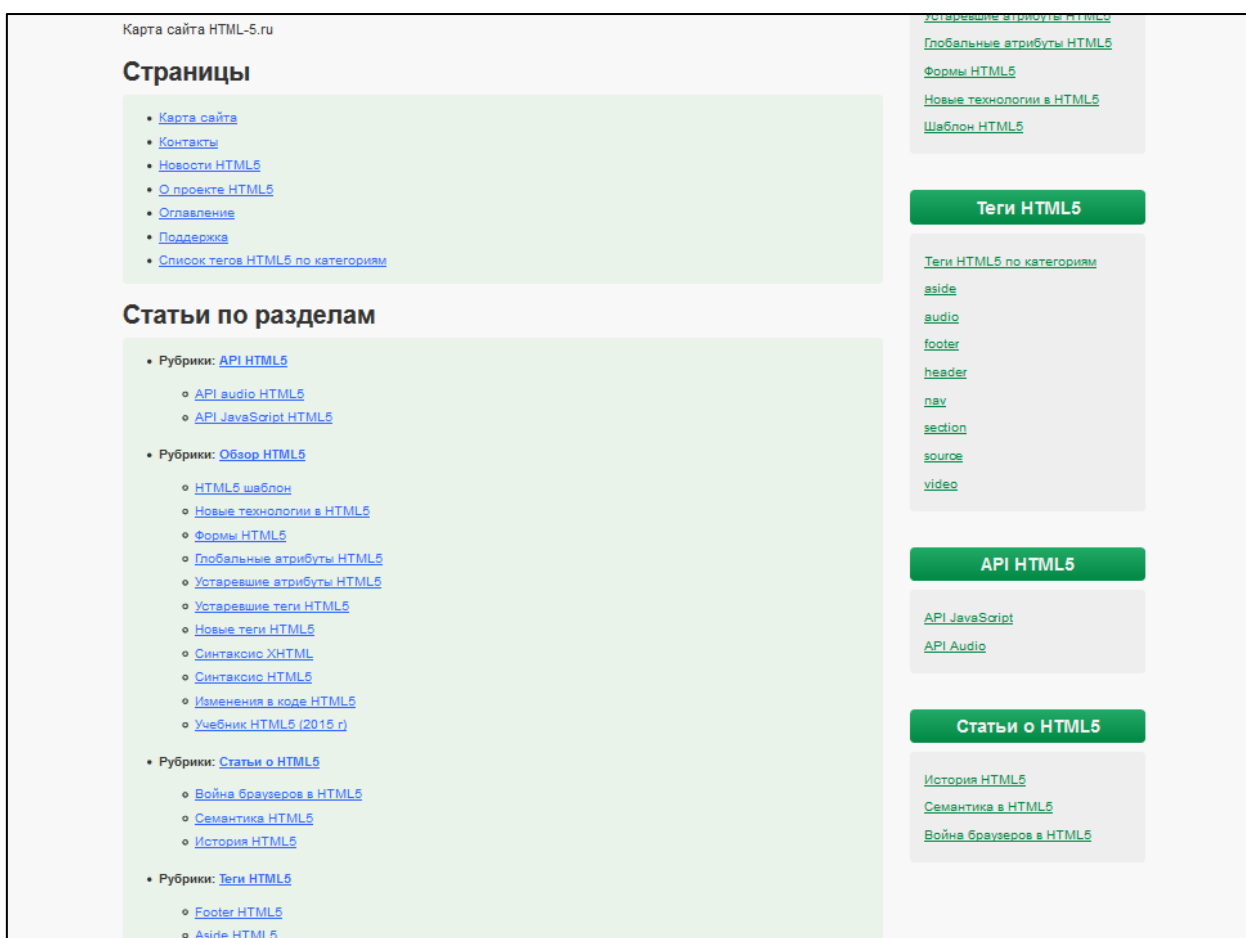 Карта сайта HTML-5.ru
Страницы
Карта сайта
Контакты
Новости HTML5
О проекте HTML5
Оглавление
Поддержка
Список тегов HTML5 по категориям
Статьи по разделам
Рубрики: API HTML5
API audio HTML5
API JavaScript HTML5
Рубрики: Обзор HTML5
HTML5 шаблон
Новые технологии в HTML5
Формы HTML5
Глобальные атрибуты HTML5
Устаревшие атрибуты HTML5
Устаревшие теги HTML5
Новые теги HTML5
Синтаксис XHTML
Синтаксис HTML5
Изменения в коде HTML5
Учебник HTML5 (2015 г)
Рубрики: Статьи о HTML5
Война браузеров в HTML5
Семантика HTML5
История HTML5
Рубрики: Теги HTML5
Footer HTML5
Aside HTML5
Устаревшие атрибуты HTML5
Глобальные атрибуты HTML5
Формы HTML5
Новые технологии в HTML5
Шаблон HTML5
Теги HTML5
Теги HTML5 по категориям
aside
audio
footer
header
nav
section
source
video
API HTML5
API JavaScript
API Audio
Статьи о HTML5
История HTML5
Семантика в HTML5
Война браузеров в HTML5